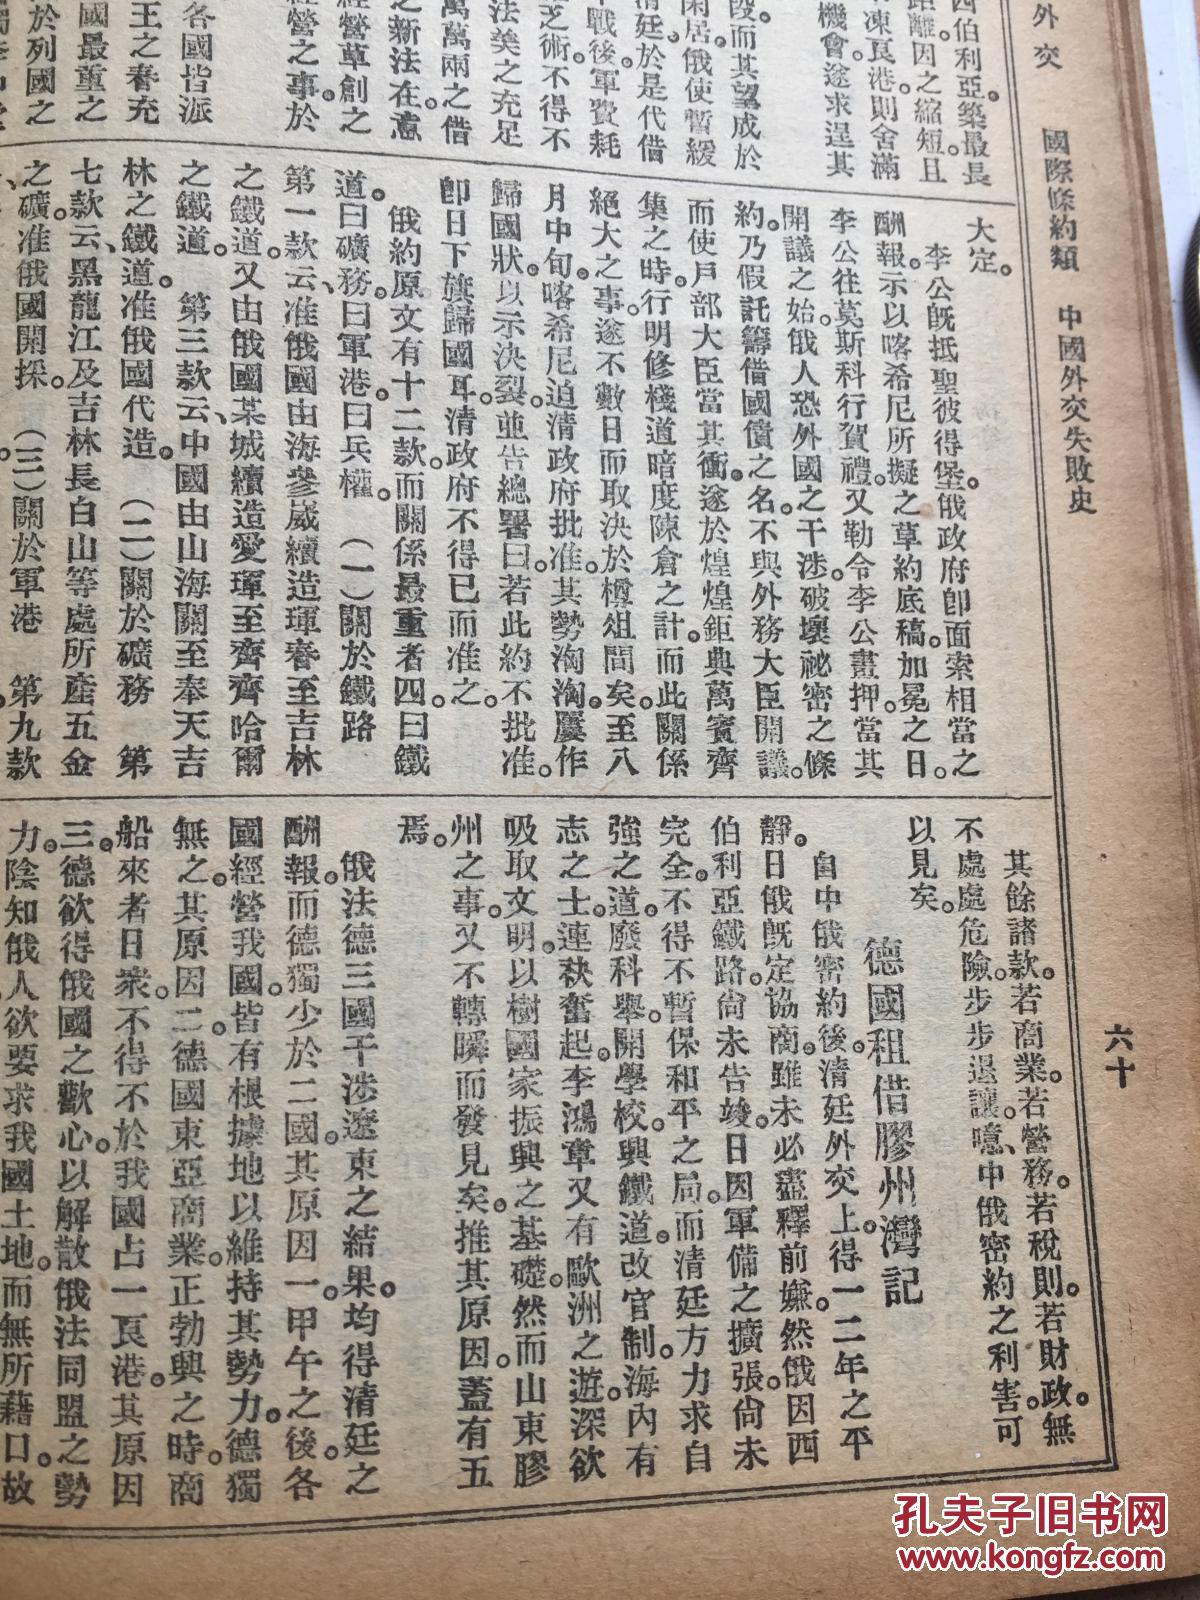 外交　國際條約類　中國外交失敗史
六十
西伯利亞築最長
距離因之縮短且
凍良港則舍滿
機會遂求逞其
段而其望成於
閑居俄使暫緩
清廷於是代借
戰後軍費耗
乏術不得不
法美之充足
萬萬兩之借
之新法在意
經營草創之
經營之事於
各國皆派
王之春充
國最重之
於列國之
大定。
李公既抵聖彼得堡。俄政府卽面索相當之
酬報。示以喀希尼所擬之草約底稿。加冕之日。
李公往莫斯科行賀禮。又勒令李公畫押。當其
開議之始。俄人恐外國之干涉。破壞祕密之條
約。乃假託籌借國債之名。不與外務大臣開議。
而使戶部大臣當其衝。遂於煌煌鉅典萬賓齊
集之時。行明修棧道暗度陳倉之計。而此關係
絕大之事。遂不數日而取決於樽俎間矣。至八
月中旬。喀希尼迫清政府批准。其勢洶洶。屢作
歸國狀。以示決裂。並告總署曰。若此約不批准。
卽日下旗歸國耳。清政府不得已而准之。
俄約原文有十二款。而關係最重者四。曰鐵
道。曰礦務。曰軍港。曰兵權。（一）關於鐵路
第一款云、准俄國由海參崴續造琿春至吉林
之鐵道。又由俄國某城續造愛琿至齊齊哈爾
之鐵道。　第三款云、中國由山海關至奉天吉
林之鐵道。准俄國代造。（二）關於礦務　第
七款云、黑龍江及吉林長白山等處所產五金
之礦。准俄國開採。（三）關於軍港　第九款
其餘諸款。若商業。若營務。若稅則。若財政。無
不處處危險。步步退讓。噫、中俄密約之利害。可
以見矣。
德國租借膠州灣記
自中俄密約後。清廷外交上。得一二年之平
靜。日俄既定協商。雖未必盡釋前嫌。然俄因西
伯利亞鐵路。尙未告竣。日因軍備之擴張。尙未
完全。不得不暫保和平之局。而清廷方力求自
強之道。廢科舉。開學校。興鐵道。改官制。海內有
志之士。連袂奮起。李鴻章又有歐洲之遊。深欲
吸取文明。以樹國家振興之基礎。然而山東膠
州之事。又不轉瞬而發見矣。推其原因。蓋有五
焉。
俄法德三國干涉遼東之結果。均得清廷之
酬報。而德獨少於二國。其原因一。甲午之後。各
國經營我國。皆有根據地以維持其勢力。德獨
無之。其原因二。德國東亞商業。正勃興之時。商
船來者日衆。不得不於我國占一良港。其原因
三。德欲得俄國之歡心。以解散俄法同盟之勢
力。陰知俄人欲要求我國土地。而無所藉口。故
孔夫子旧书网
www.kongfz.com